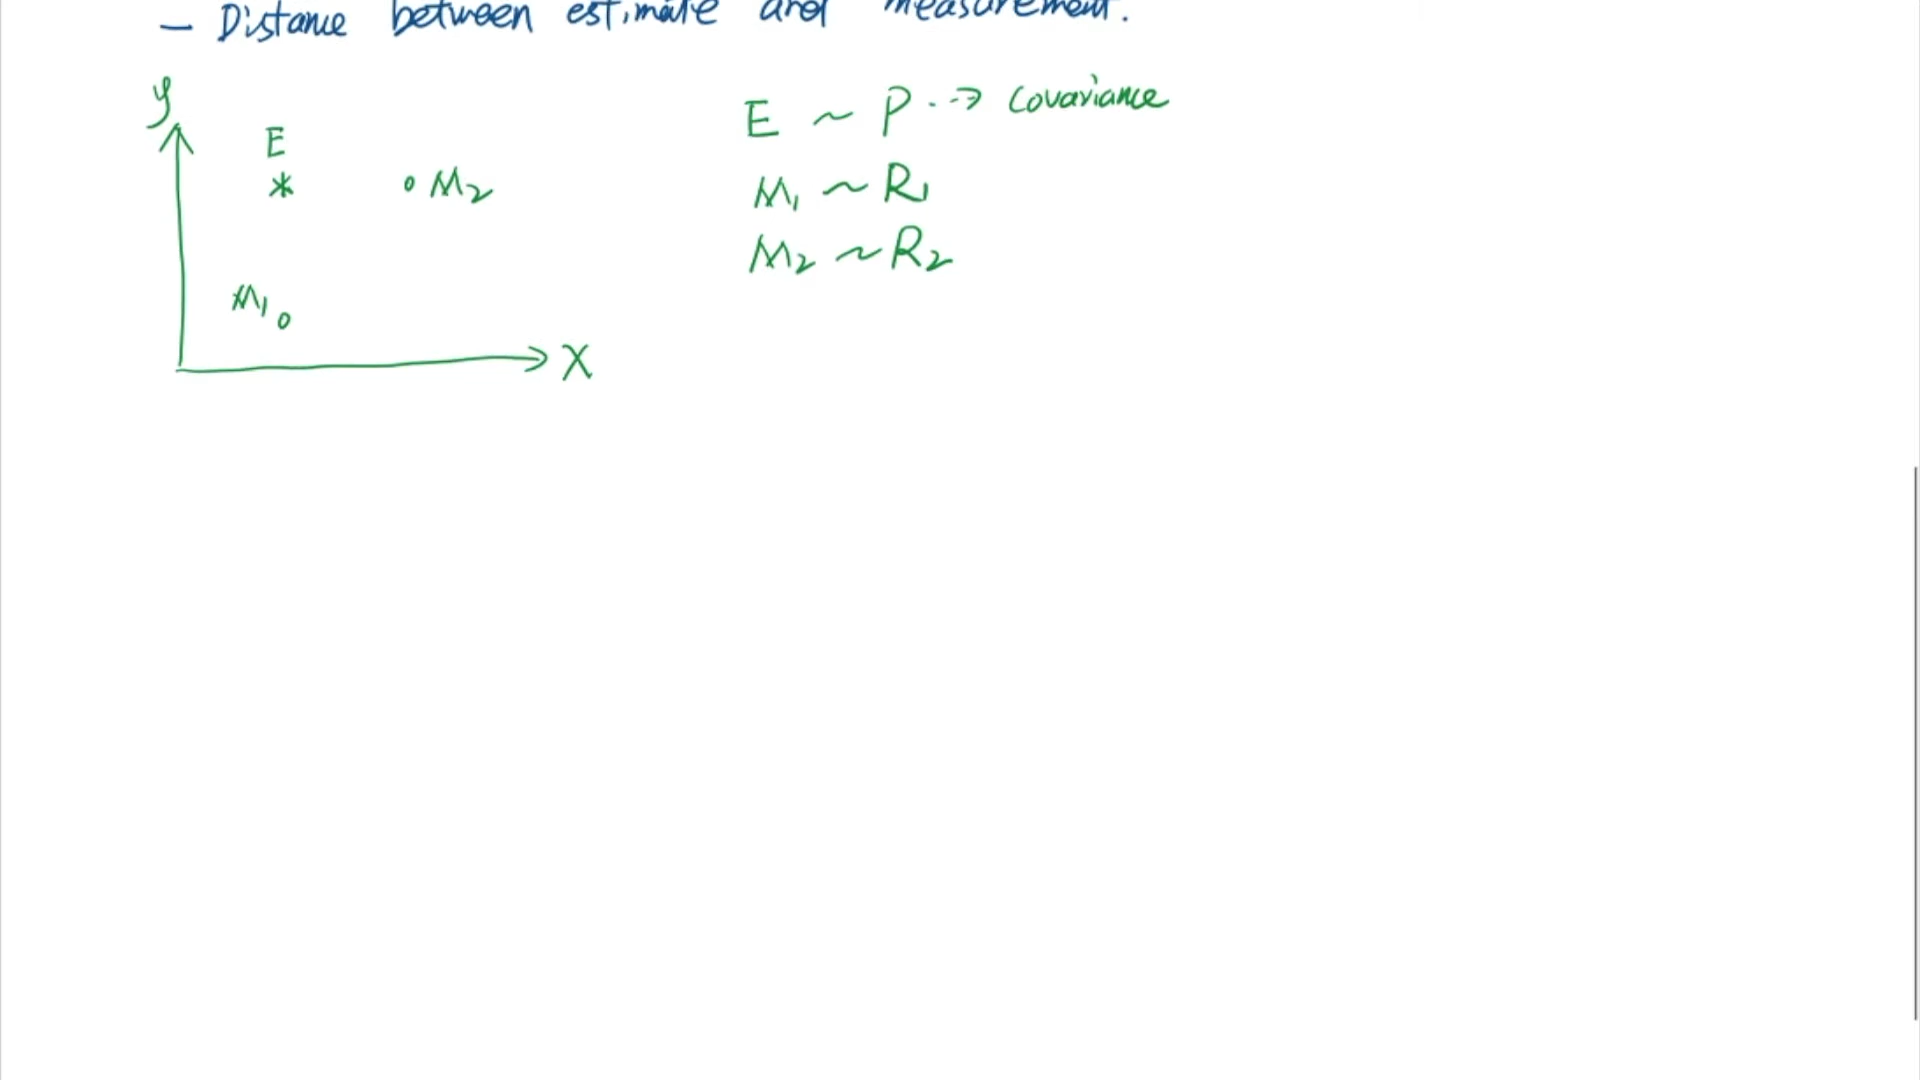 - Distance between estimate and measurement.
y
E ~ P --> Covariance
E
* ∘ M2
M1 ~ R1
M2 ~ R2
M1 ∘
X